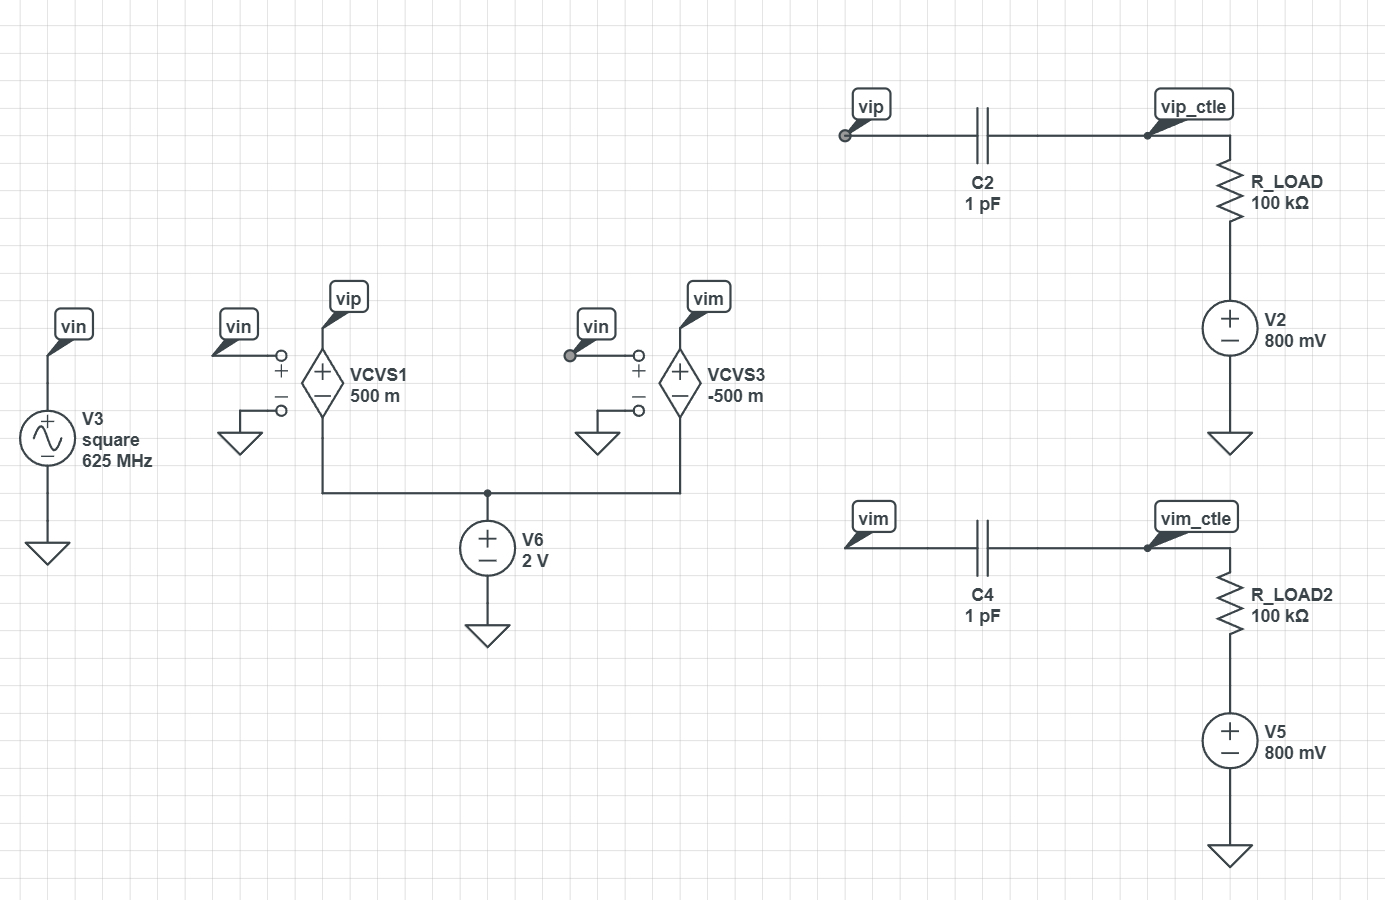 vip
vip_ctle
C2
1 pF
R_LOAD
100 kΩ
V2
800 mV
vin
V3
square
625 MHz
vin
vip
VCVS1
500 m
vin
vim
VCVS3
-500 m
V6
2 V
vim
vim_ctle
C4
1 pF
R_LOAD2
100 kΩ
V5
800 mV